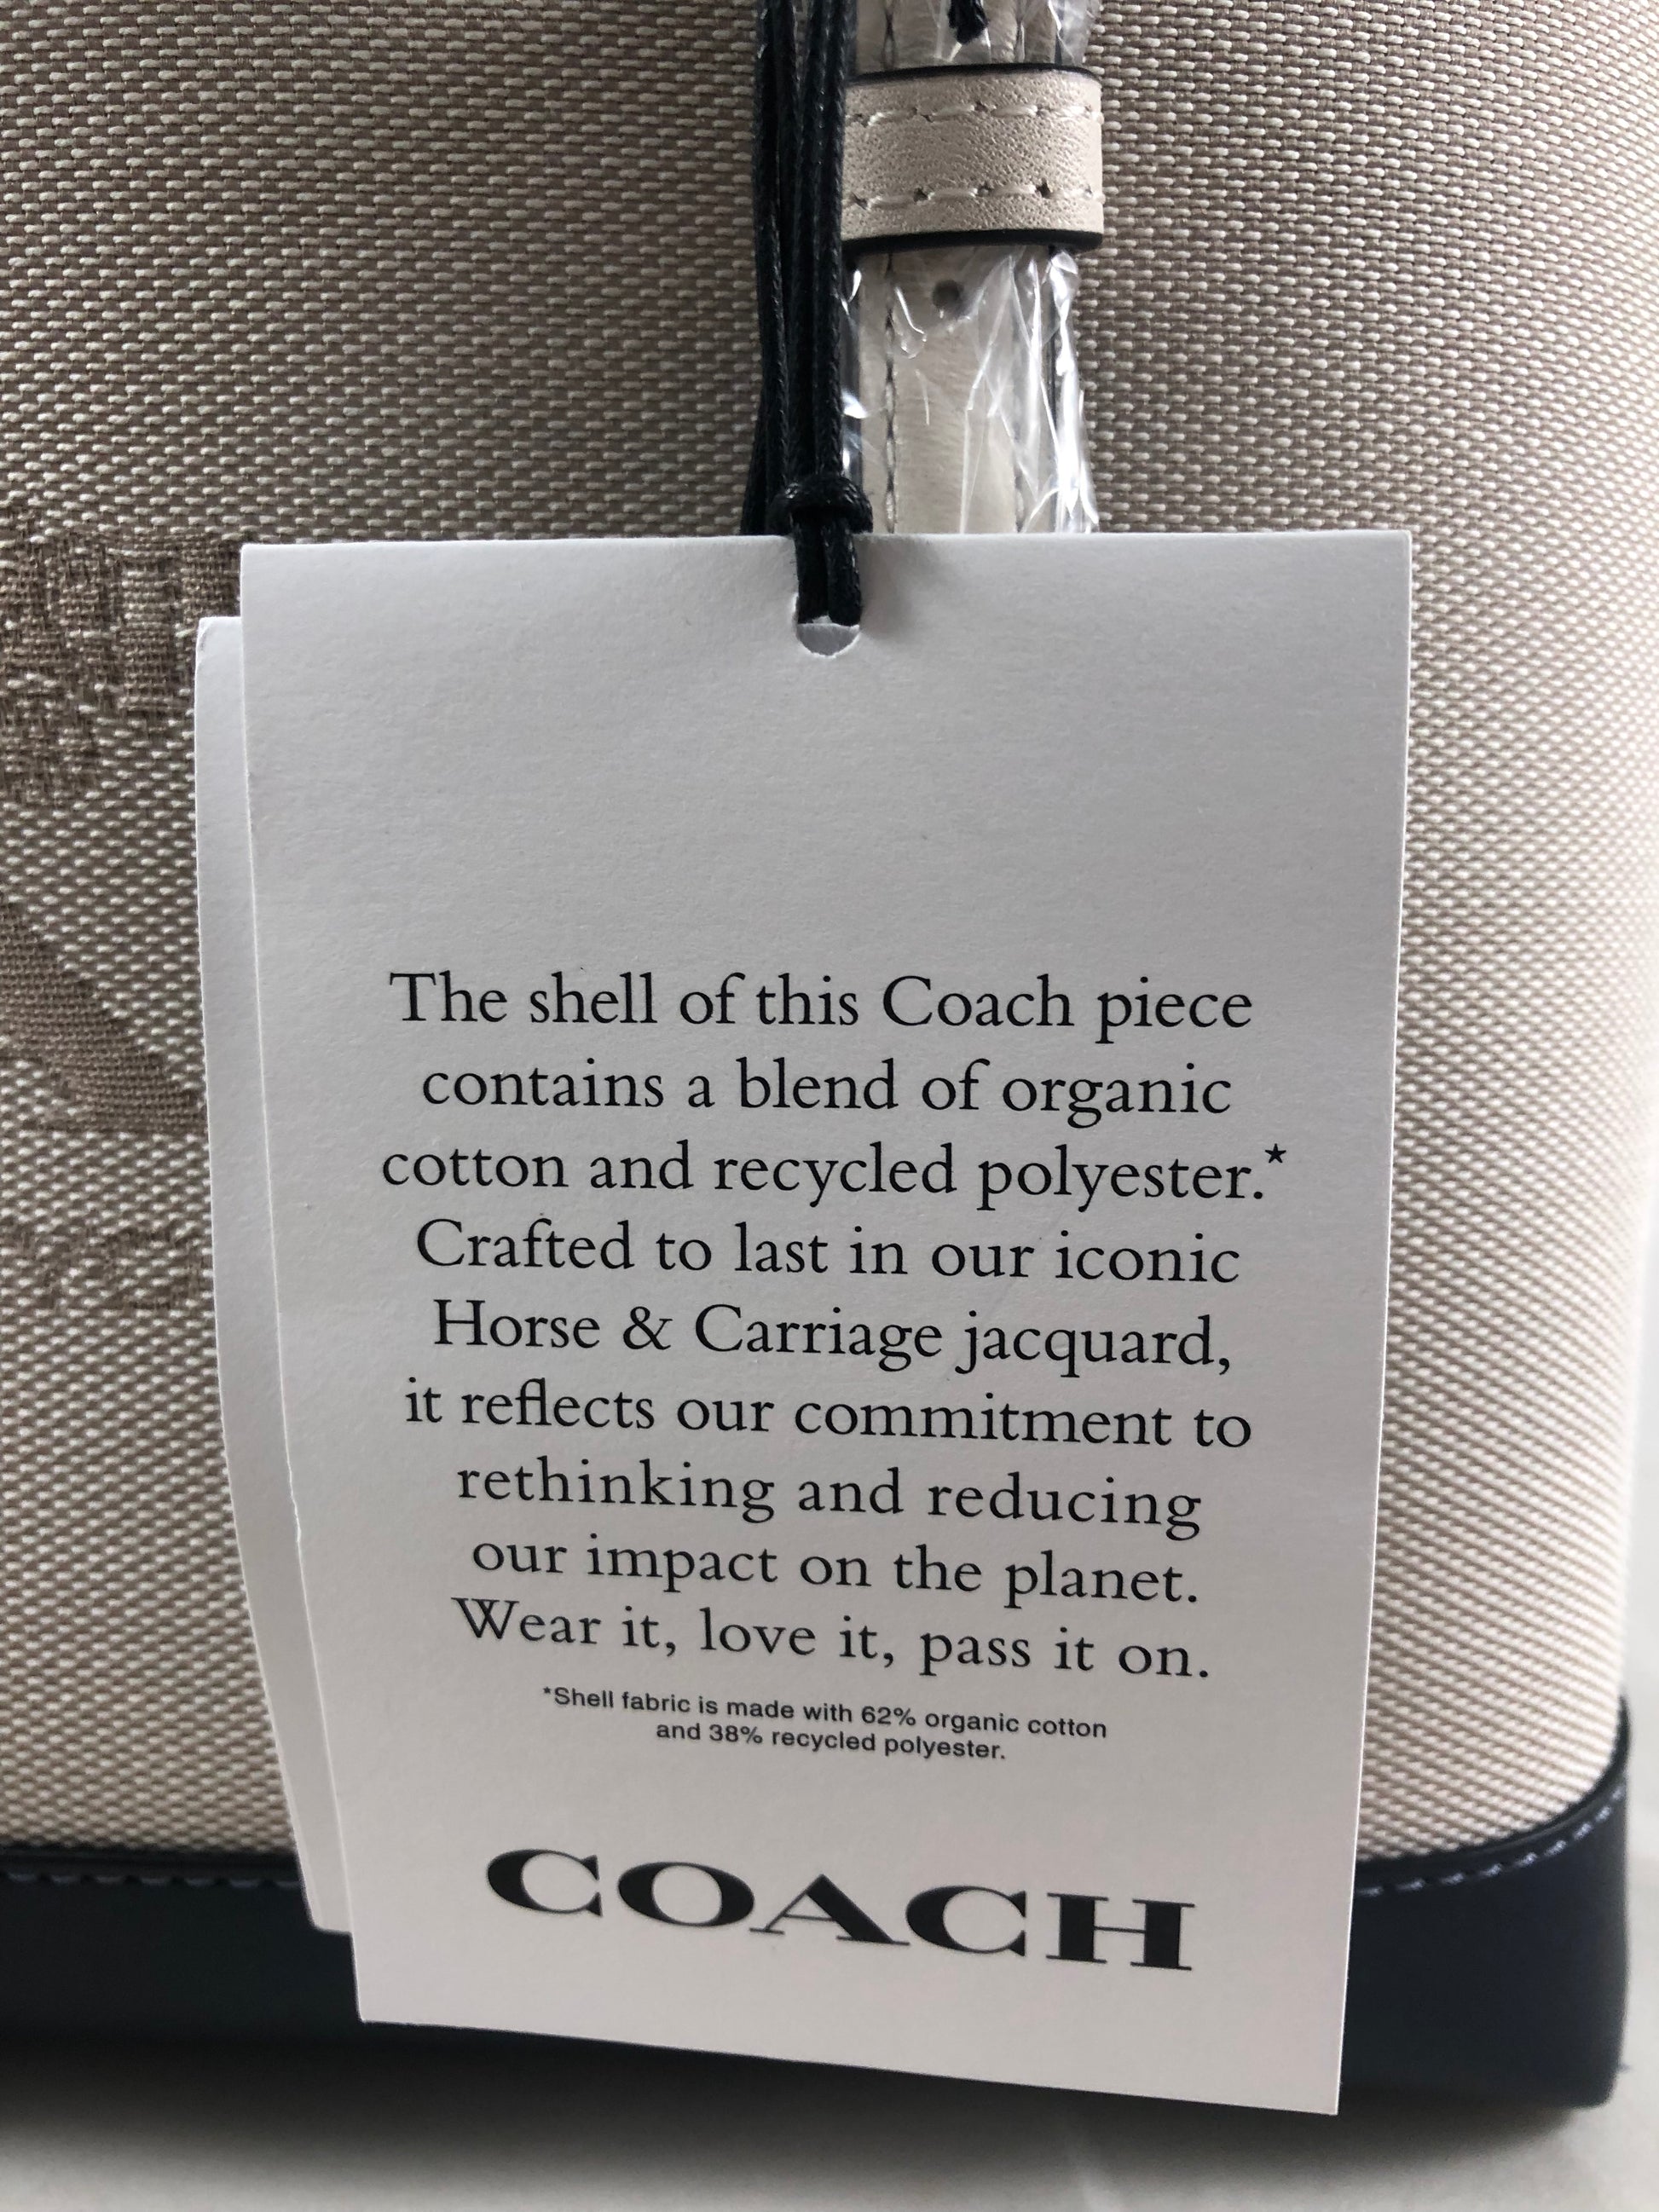 The shell of this Coach piece
contains a blend of organic
cotton and recycled polyester.*
Crafted to last in our iconic
Horse & Carriage jacquard,
it reflects our commitment to
rethinking and reducing
our impact on the planet.
Wear it, love it, pass it on.
*Shell fabric is made with 62% organic cotton
and 38% recycled polyester.
COACH